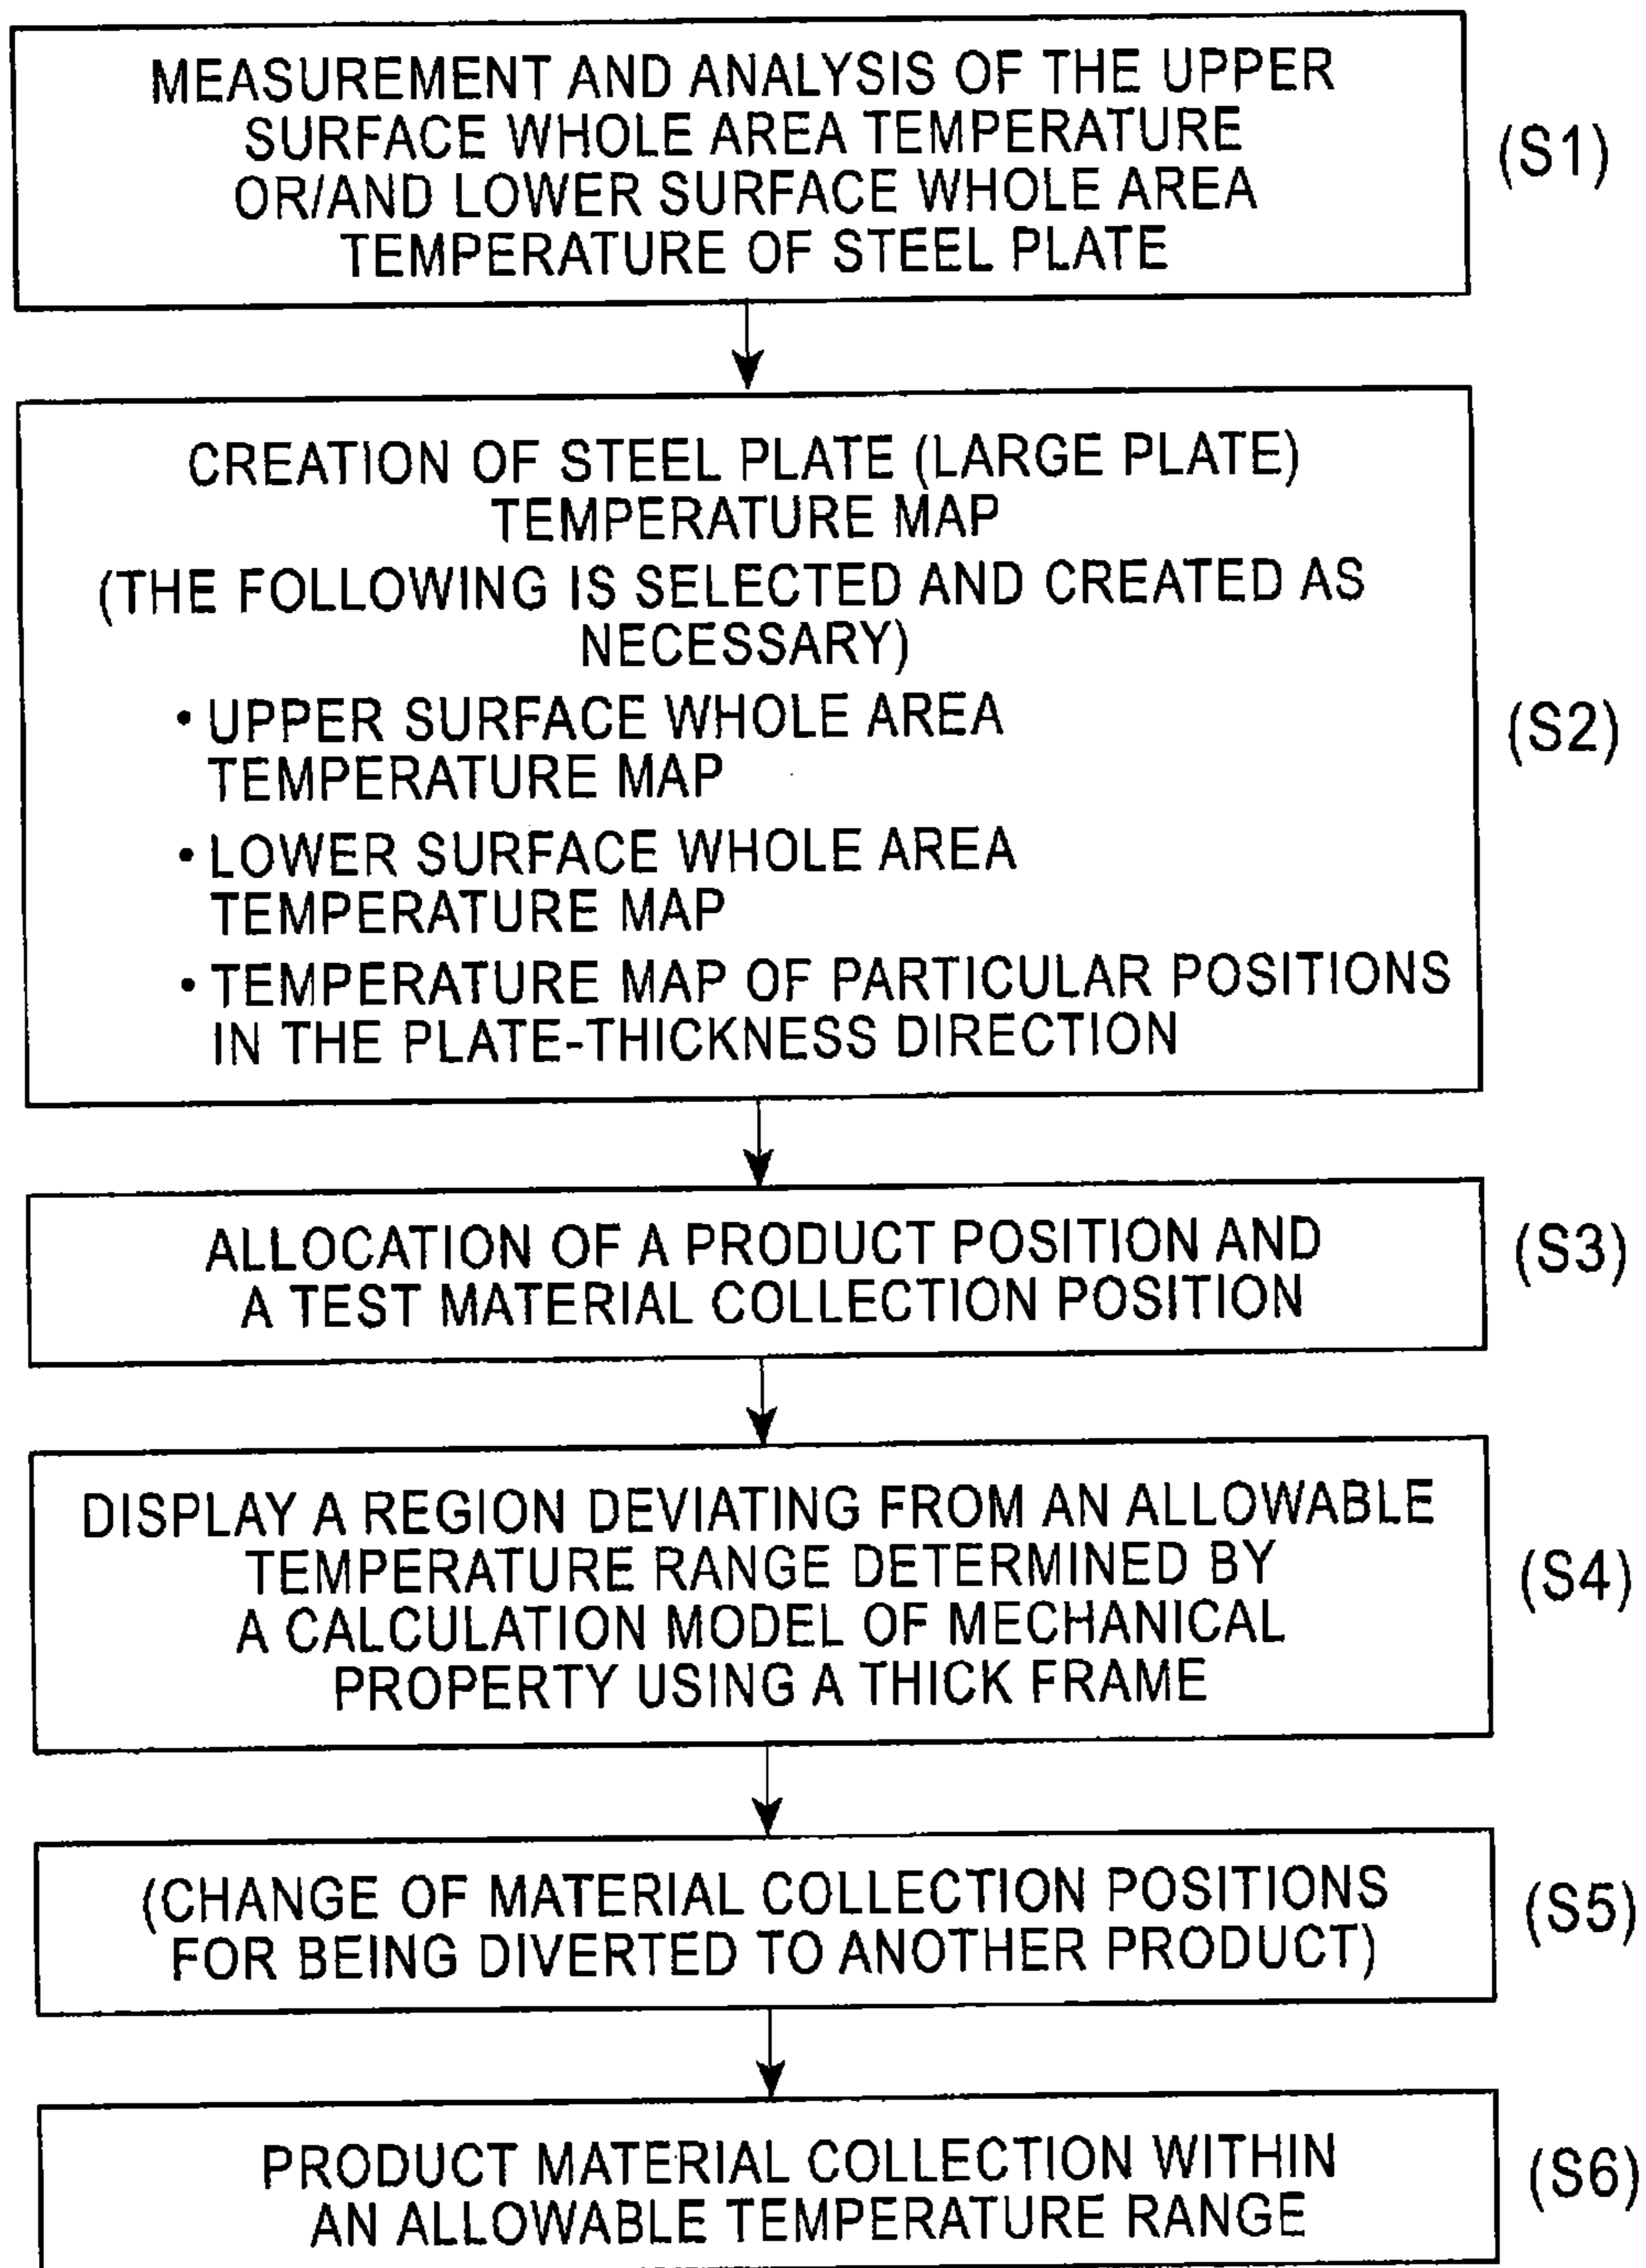 MEASUREMENT AND ANALYSIS OF THE UPPER
SURFACE WHOLE AREA TEMPERATURE
OR/AND LOWER SURFACE WHOLE AREA
TEMPERATURE OF STEEL PLATE
(S1)
CREATION OF STEEL PLATE (LARGE PLATE)
TEMPERATURE MAP
(THE FOLLOWING IS SELECTED AND CREATED AS
NECESSARY)
• UPPER SURFACE WHOLE AREA
TEMPERATURE MAP
• LOWER SURFACE WHOLE AREA
TEMPERATURE MAP
• TEMPERATURE MAP OF PARTICULAR POSITIONS
IN THE PLATE-THICKNESS DIRECTION
(S2)
ALLOCATION OF A PRODUCT POSITION AND
A TEST MATERIAL COLLECTION POSITION
(S3)
DISPLAY A REGION DEVIATING FROM AN ALLOWABLE
TEMPERATURE RANGE DETERMINED BY
A CALCULATION MODEL OF MECHANICAL
PROPERTY USING A THICK FRAME
(S4)
(CHANGE OF MATERIAL COLLECTION POSITIONS
FOR BEING DIVERTED TO ANOTHER PRODUCT)
(S5)
PRODUCT MATERIAL COLLECTION WITHIN
AN ALLOWABLE TEMPERATURE RANGE
(S6)